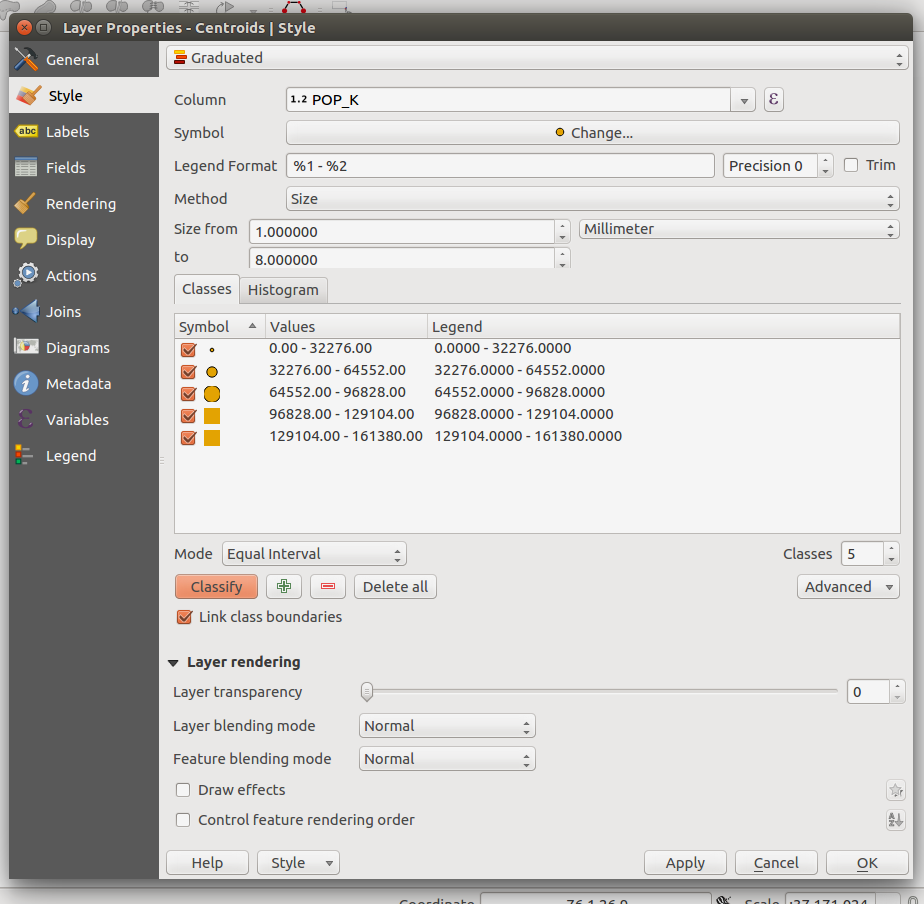 Layer Properties - Centroids | Style
General
Style
abc Labels
Fields
Rendering
Display
Actions
Joins
Diagrams
Metadata
ε Variables
Legend
Graduated
Column 1.2 POP_K ε
Symbol Change...
Legend Format %1 - %2 Precision 0 Trim
Method Size
Size from 1.000000 Millimeter
to 8.000000
Classes Histogram
Symbol Values Legend
0.00 - 32276.00 0.0000 - 32276.0000
32276.00 - 64552.00 32276.0000 - 64552.0000
64552.00 - 96828.00 64552.0000 - 96828.0000
96828.00 - 129104.00 96828.0000 - 129104.0000
129104.00 - 161380.00 129104.0000 - 161380.0000
Mode Equal Interval Classes 5
Classify Delete all Advanced
Link class boundaries
Layer rendering
Layer transparency 0
Layer blending mode Normal
Feature blending mode Normal
Draw effects
Control feature rendering order
Help Style Apply Cancel OK
Coordinate Scale